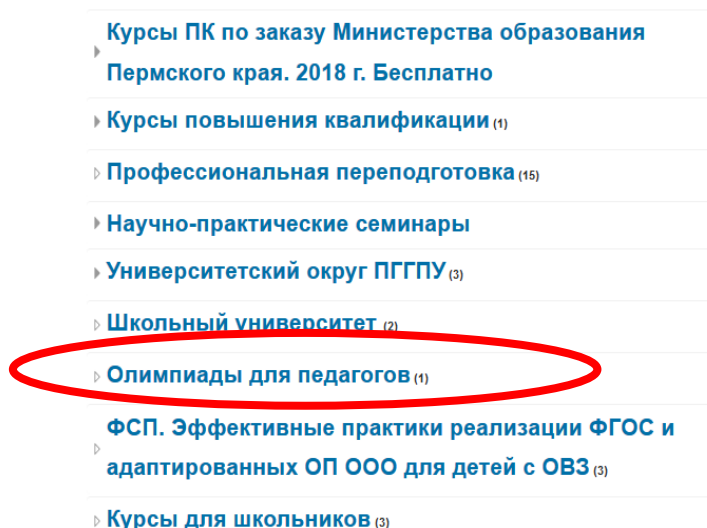 Курсы ПК по заказу Министерства образования
Пермского края. 2018 г. Бесплатно
Курсы повышения квалификации (1)
Профессиональная переподготовка (15)
Научно-практические семинары
Университетский округ ПГГПУ (3)
Школьный университет (2)
Олимпиады для педагогов (1)
ФСП. Эффективные практики реализации ФГОС и
адаптированных ОП ООО для детей с ОВЗ (3)
Курсы для школьников (3)